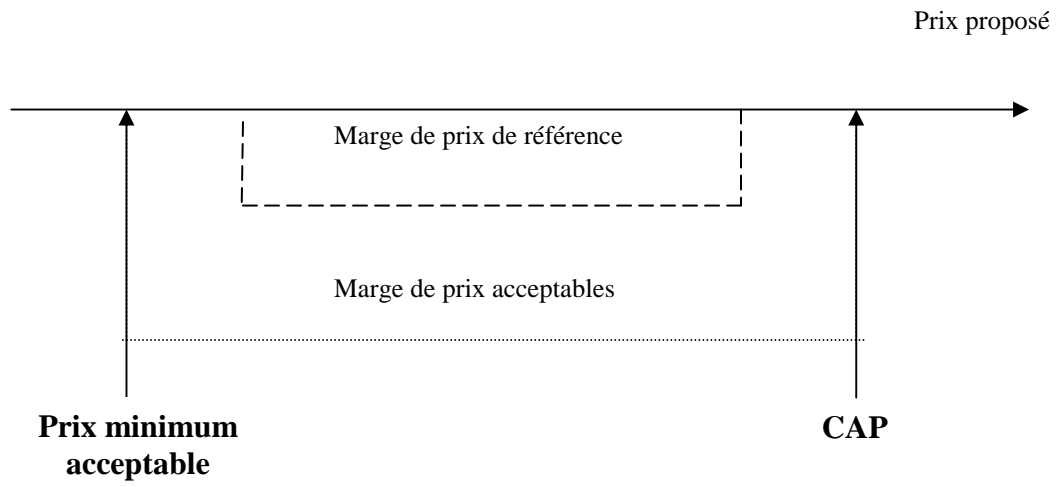 Prix proposé
Marge de prix de référence
Marge de prix acceptables
Prix minimum
acceptable
CAP